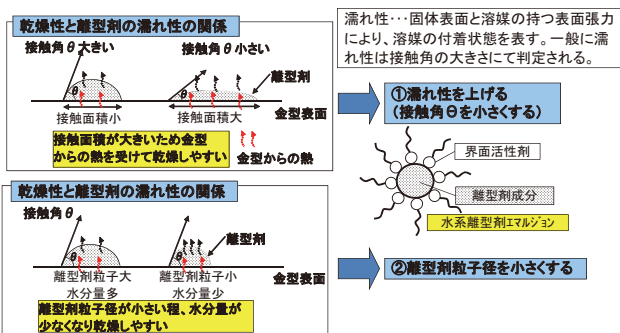 乾燥性と離型剤の濡れ性の関係
接触角θ大きい
接触角θ小さい
θ
θ
離型剤
接触面積小
接触面積大
金型表面
接触面積が大きいため金型
からの熱を受けて乾燥しやすい
金型からの熱
乾燥性と離型剤の濡れ性の関係
接触角θ
θ
θ
離型剤
離型剤粒子大
水分量多
離型剤粒子小
水分量少
金型表面
離型剤粒子径が小さい程、水分量が
少なくなり乾燥しやすい
濡れ性・・・固体表面と溶媒の持つ表面張力
により、溶媒の付着状態を表す。一般に濡
れ性は接触角の大きさにて判定される。
①濡れ性を上げる
(接触角θを小さくする)
界面活性剤
離型剤成分
水系離型剤エマルジョン
②離型剤粒子径を小さくする